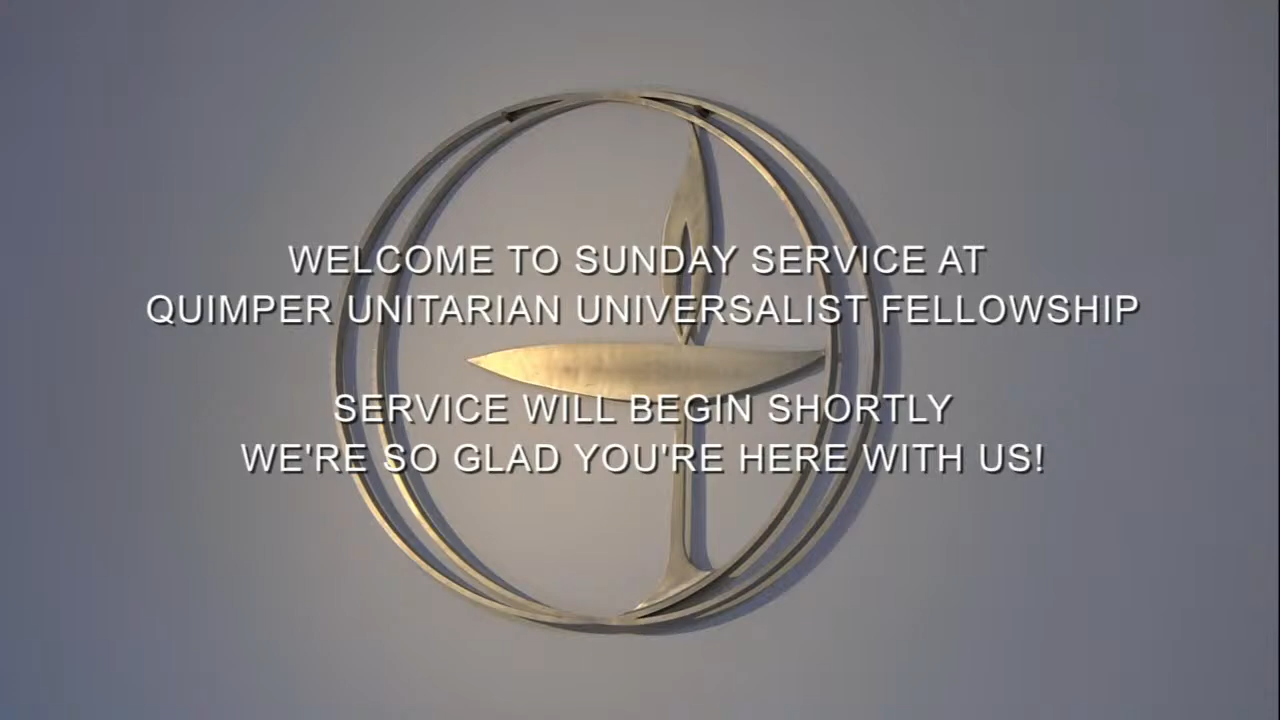 WELCOME TO SUNDAY SERVICE AT
QUIMPER UNITARIAN UNIVERSALIST FELLOWSHIP
SERVICE WILL BEGIN SHORTLY
WE'RE SO GLAD YOU'RE HERE WITH US!